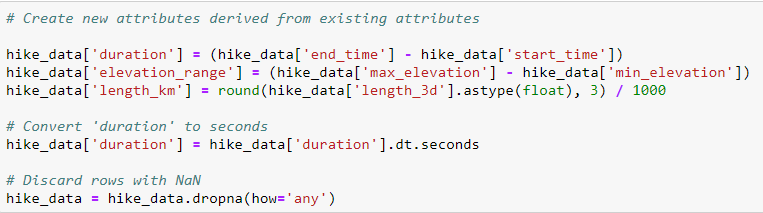 # Create new attributes derived from existing attributes
hike_data['duration'] = (hike_data['end_time'] - hike_data['start_time'])
hike_data['elevation_range'] = (hike_data['max_elevation'] - hike_data['min_elevation'])
hike_data['length_km'] = round(hike_data['length_3d'].astype(float), 3) / 1000
# Convert 'duration' to seconds
hike_data['duration'] = hike_data['duration'].dt.seconds
# Discard rows with NaN
hike_data = hike_data.dropna(how='any')